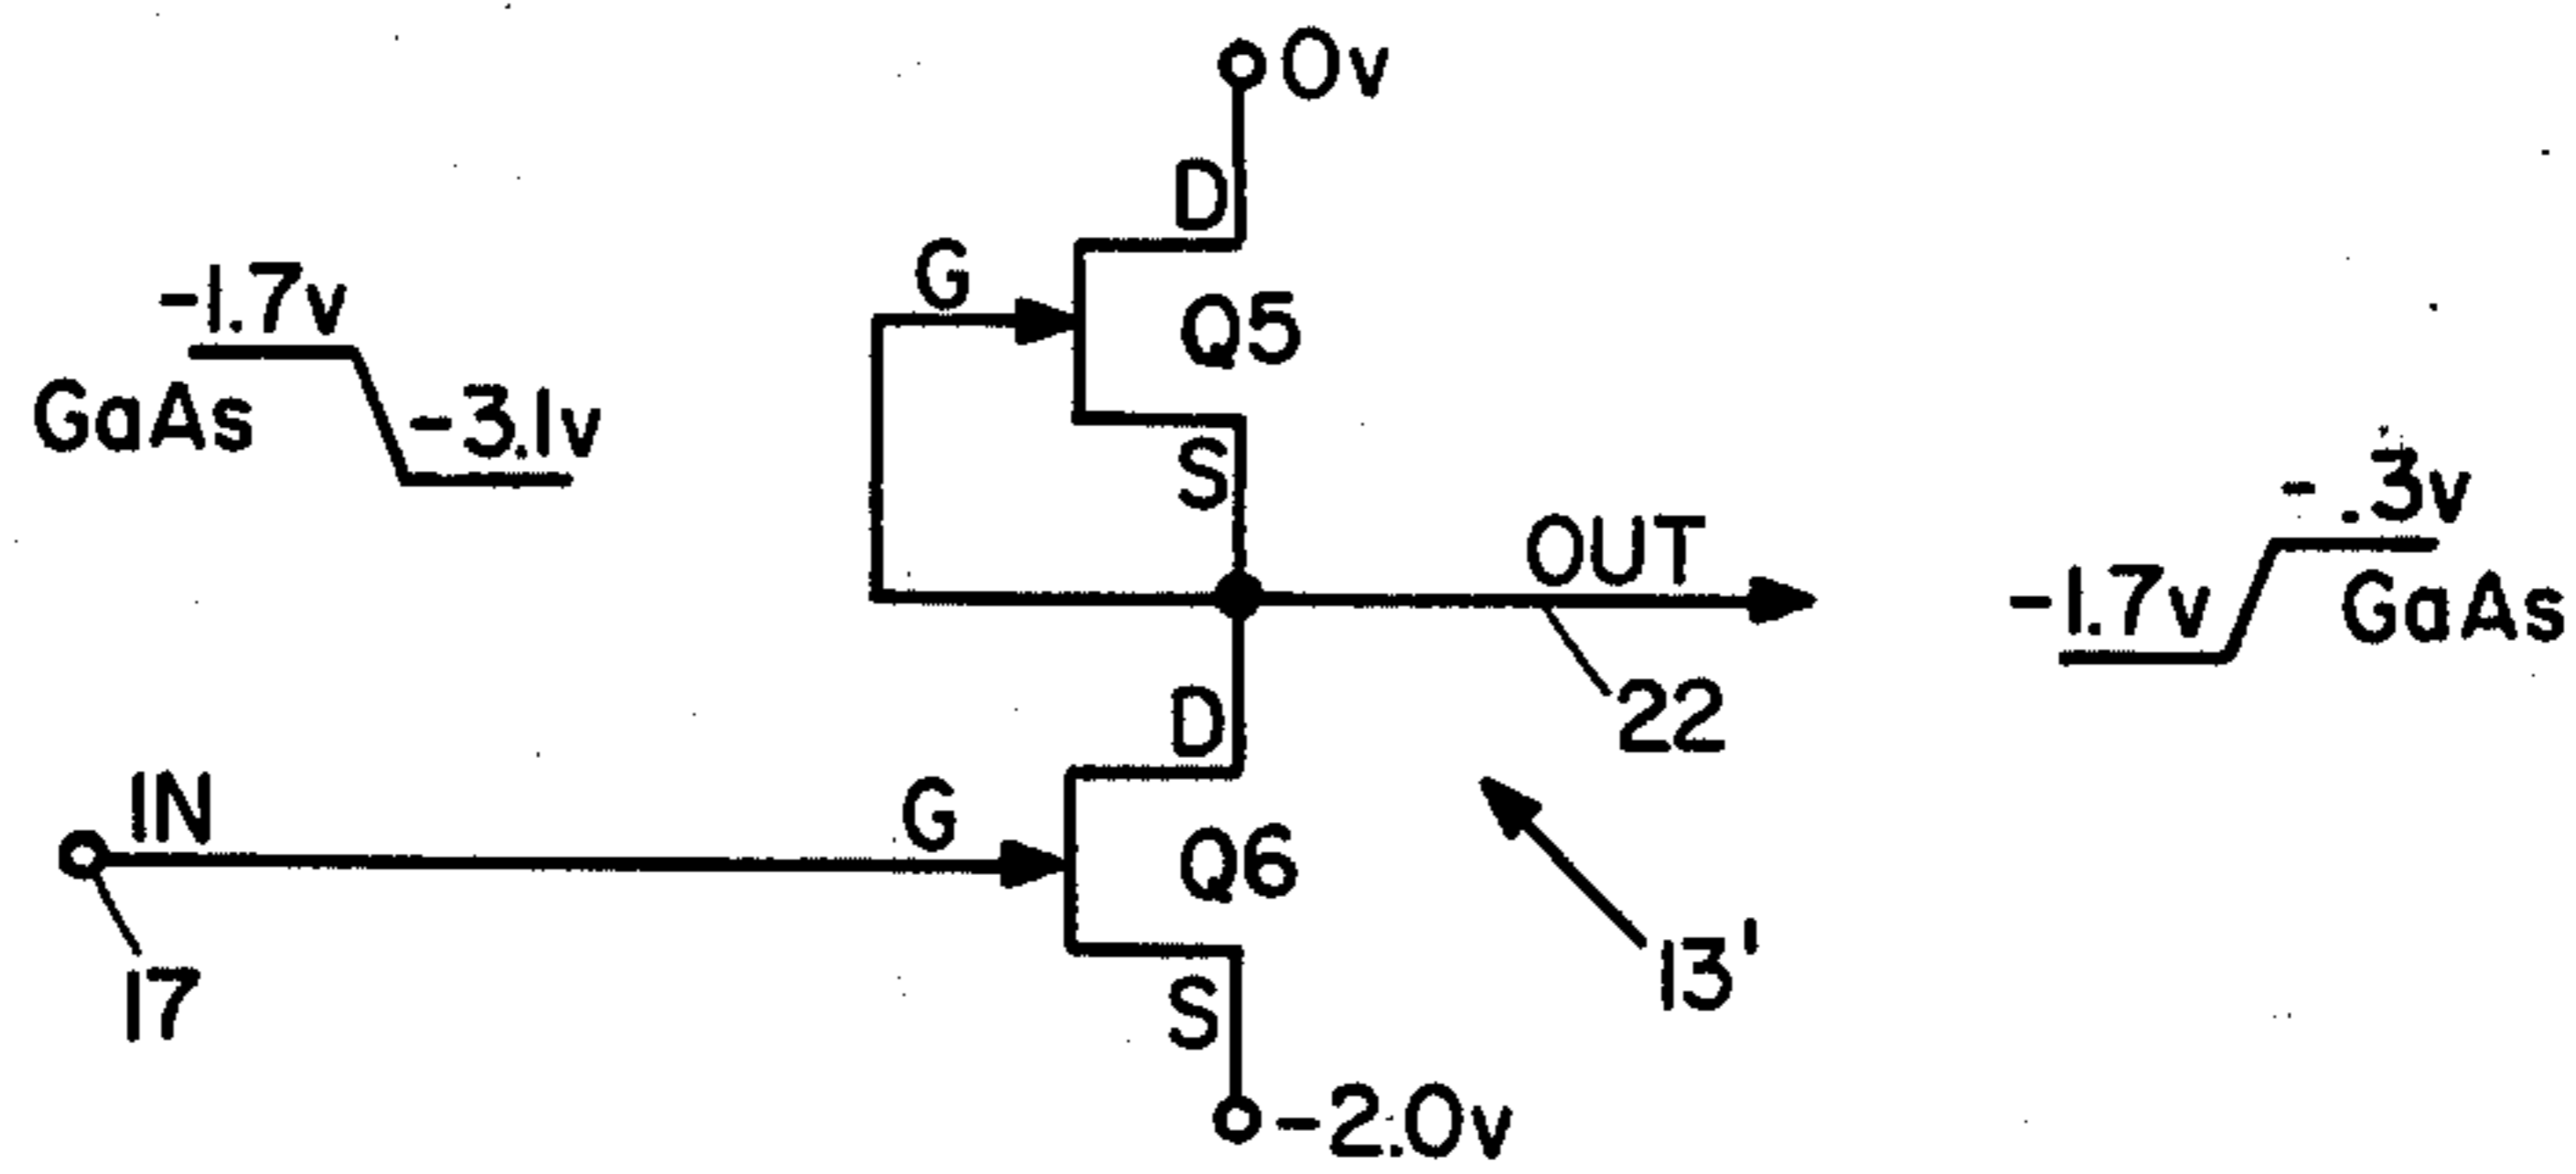 0v
D
G
Q5
S
-1.7v
-3.1v
GaAs
OUT
22
-.3v
-1.7v
GaAs
D
IN
G
Q6
17
S
13'
-2.0v